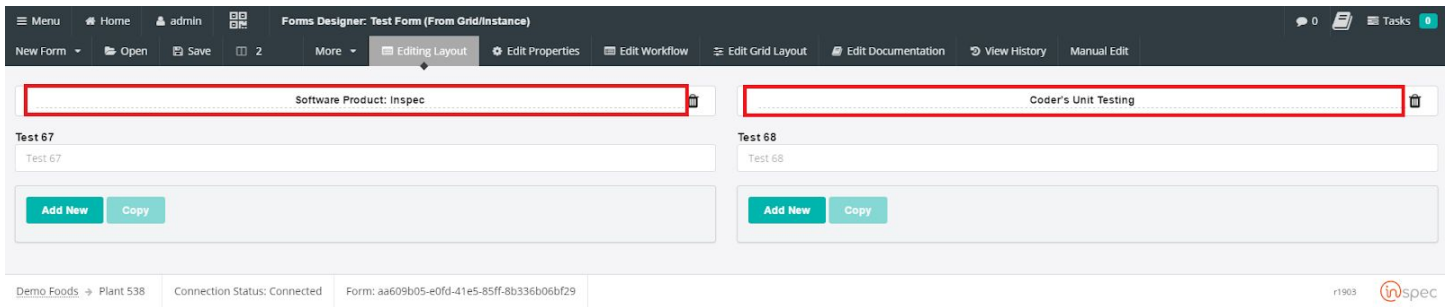 Menu Home admin Forms Designer: Test Form (From Grid/Instance) 0 Tasks 0
New Form Open Save 2 More Editing Layout Edit Properties Edit Workflow Edit Grid Layout Edit Documentation View History Manual Edit
Software Product: Inspec Coder's Unit Testing
Test 67 Test 68
Test 67 Test 68
Add New Copy Add New Copy
Demo Foods → Plant 538 Connection Status: Connected Form: aa609b05-e0fd-41e5-85ff-8b336b06bf29 r1903 inspec